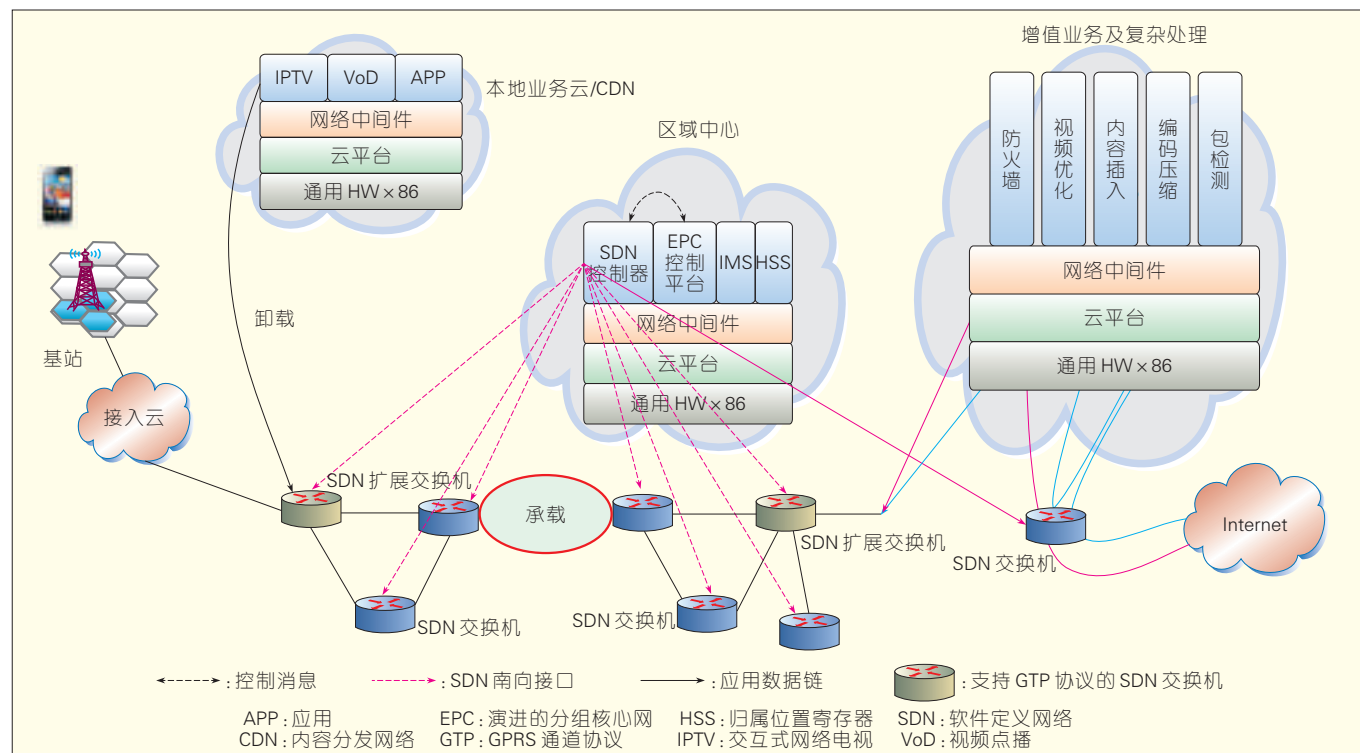 IPTV
VoD
APP
本地业务云/CDN
网络中间件
云平台
通用 HW×86
区域中心
SDN
控制器
EPC
控制
平台
IMS
HSS
网络中间件
云平台
通用 HW×86
增值业务及复杂处理
防火墙
视频优化
内容插入
编码压缩
包检测
网络中间件
云平台
通用 HW×86
卸载
基站
接入云
SDN 扩展交换机
承载
SDN 扩展交换机
SDN 交换机
Internet
SDN 交换机
SDN 交换机
:控制消息
:SDN 南向接口
:应用数据链
:支持 GTP 协议的 SDN 交换机
APP:应用
EPC:演进的分组核心网
HSS:归属位置寄存器
SDN:软件定义网络
CDN:内容分发网络
GTP:GPRS 通道协议
IPTV:交互式网络电视
VoD:视频点播